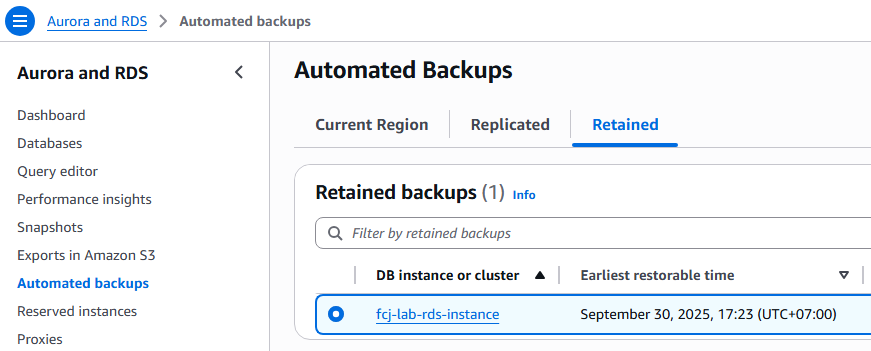 Aurora and RDS > Automated backups
Aurora and RDS
Dashboard
Databases
Query editor
Performance insights
Snapshots
Exports in Amazon S3
Automated backups
Reserved instances
Proxies
Automated Backups
Current Region Replicated Retained
Retained backups (1) Info
Filter by retained backups
DB instance or cluster Earliest restorable time
fcj-lab-rds-instance September 30, 2025, 17:23 (UTC+07:00)